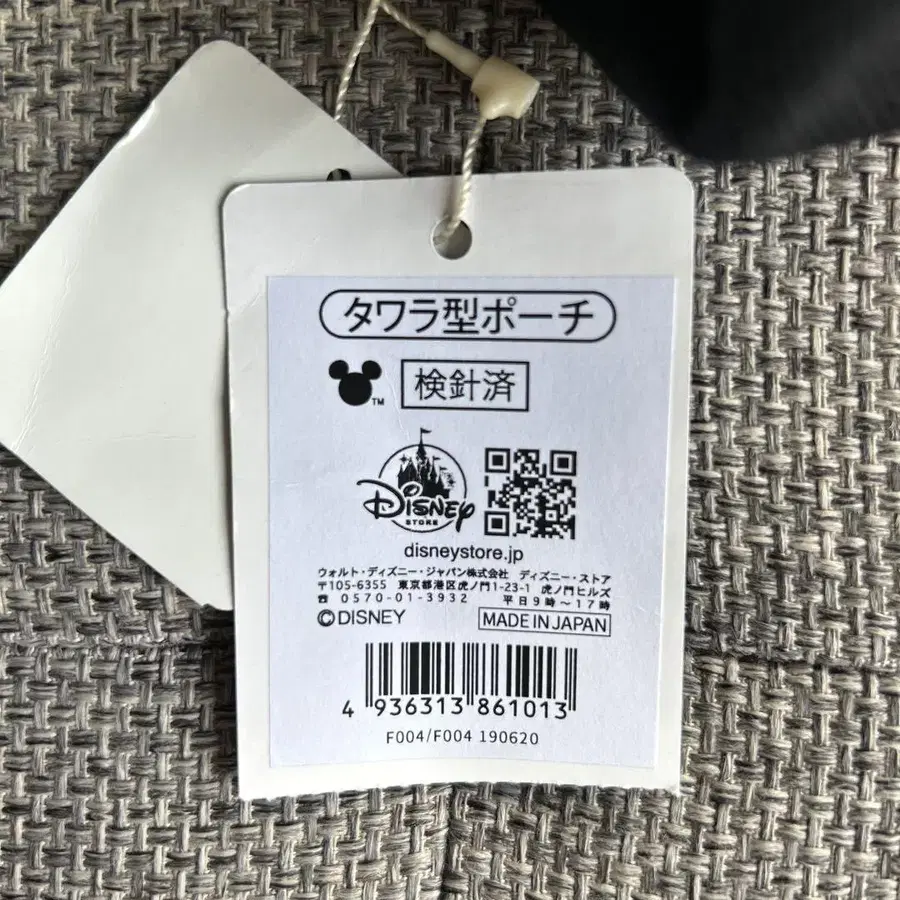 タワラ型ポーチ
TM
検針済
Disney
STORE
disneystore.jp
ウォルト・ディズニー・ジャパン株式会社 ディズニー・ストア
〒105-6355 東京都港区虎ノ門1-23-1 虎ノ門ヒルズ
☎ 0570-01-3932 平日9時〜17時
©DISNEY
MADE IN JAPAN
4 936313 861013
F004/F004 190620